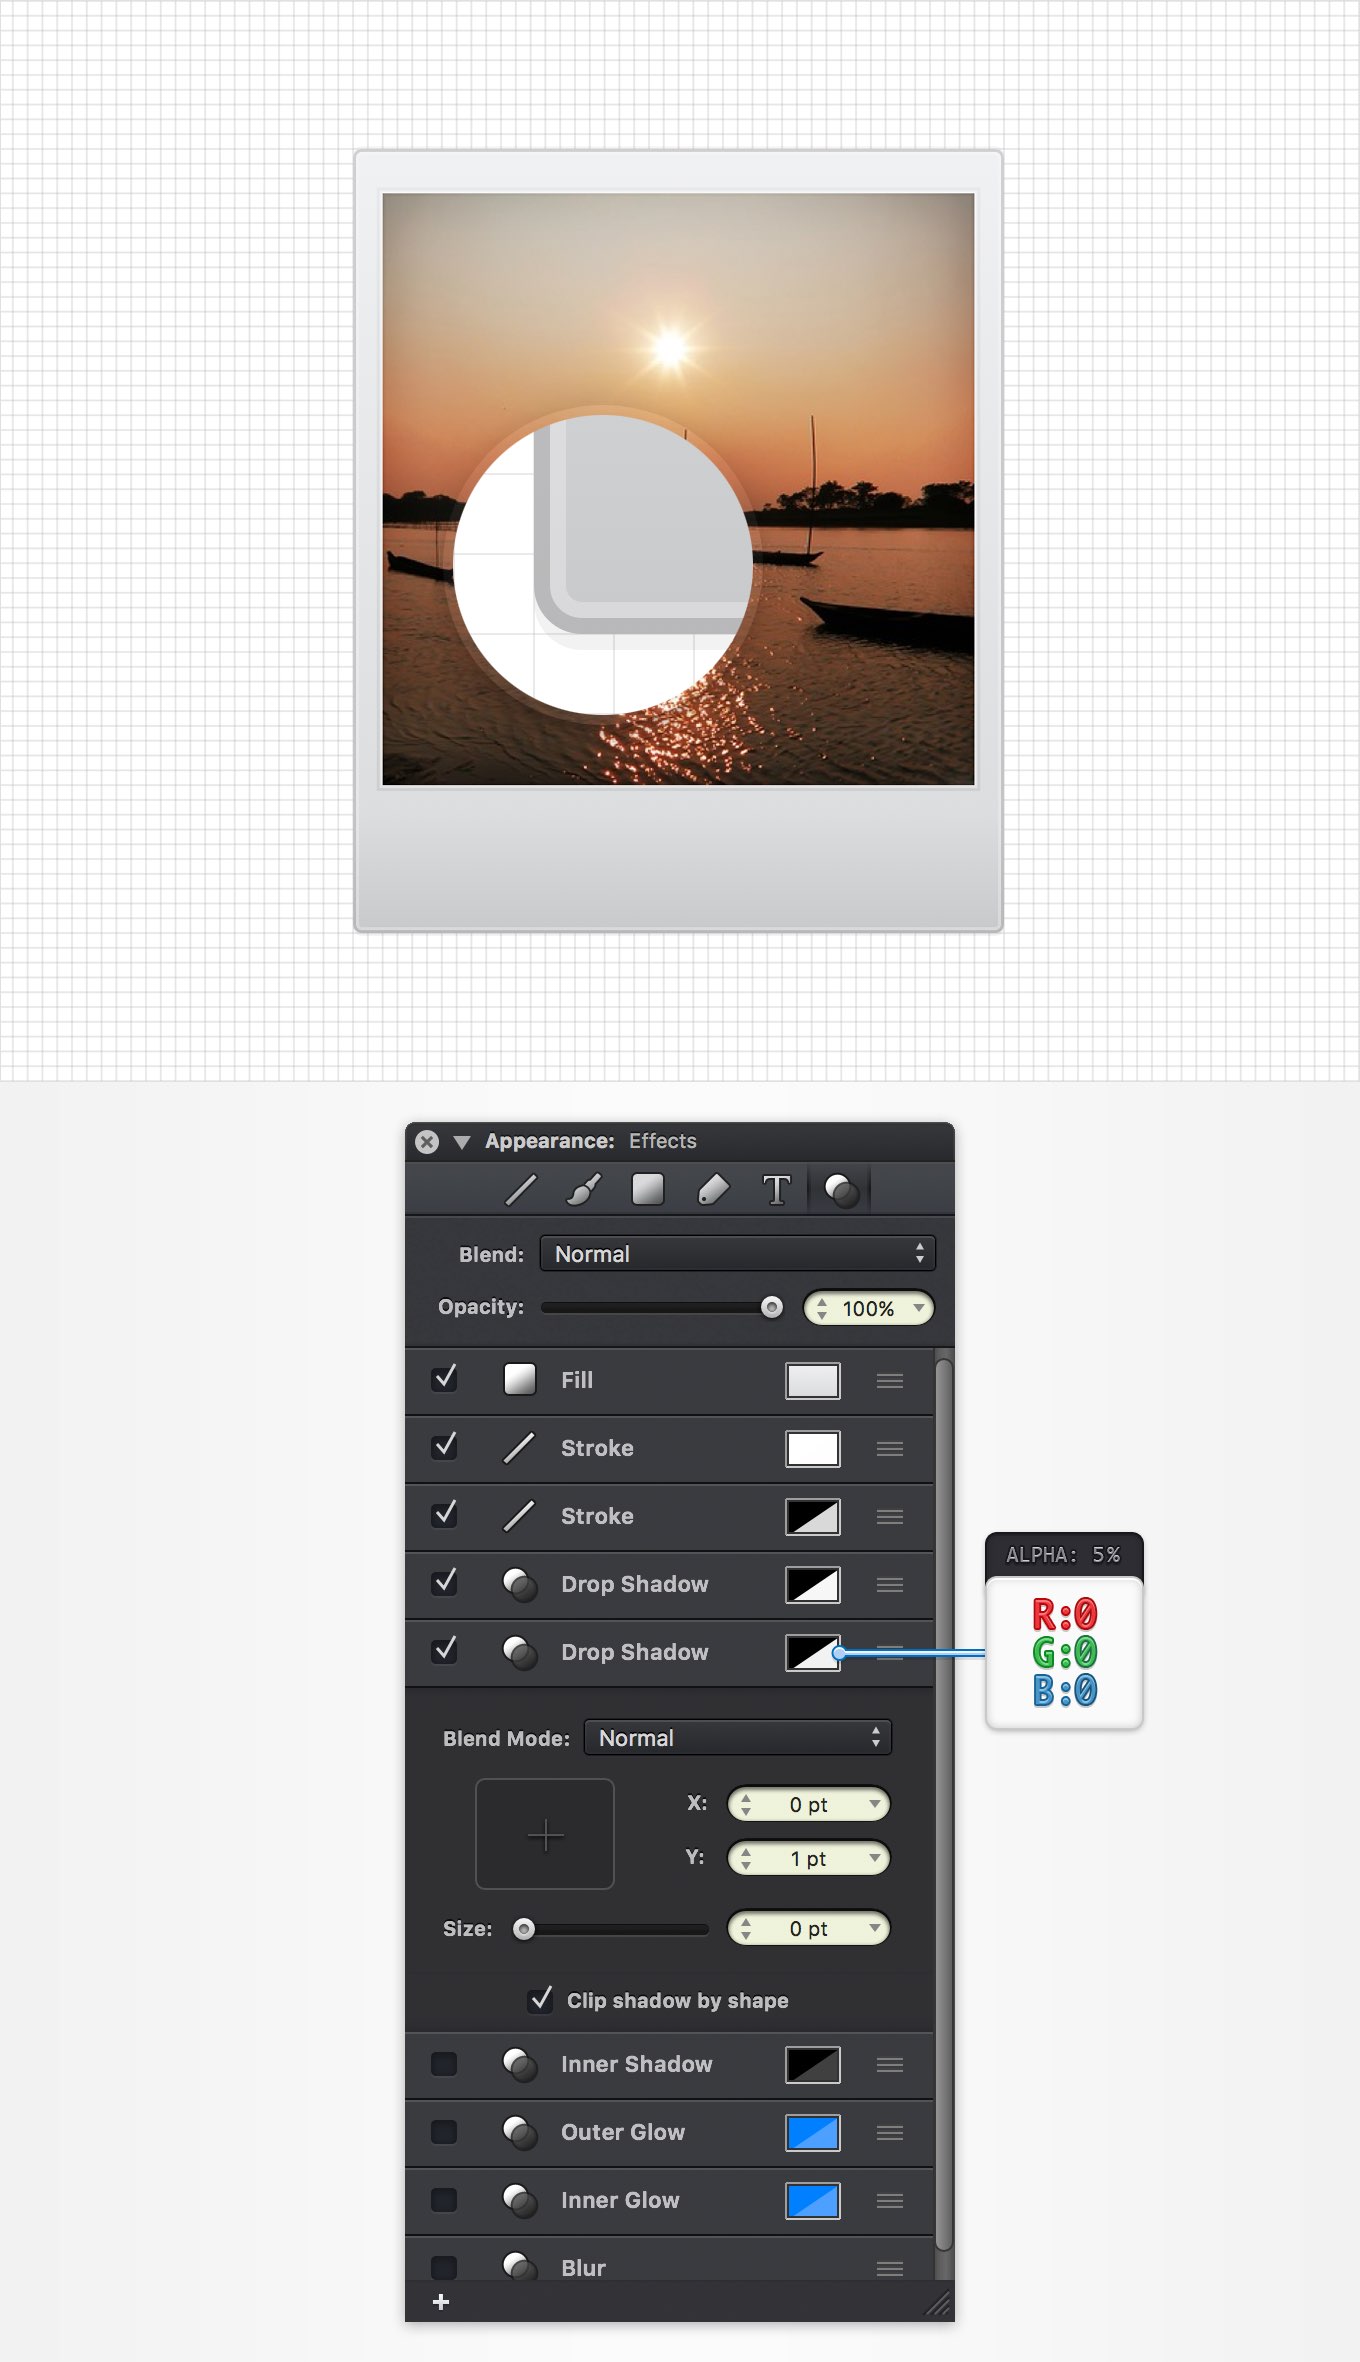 Appearance: Effects
T
Blend: Normal
Opacity: 100%
Fill
Stroke
Stroke
Drop Shadow
Drop Shadow
ALPHA: 5%
R:0
G:0
B:0
Blend Mode: Normal
X: 0 pt
Y: 1 pt
Size: 0 pt
Clip shadow by shape
Inner Shadow
Outer Glow
Inner Glow
Blur
+